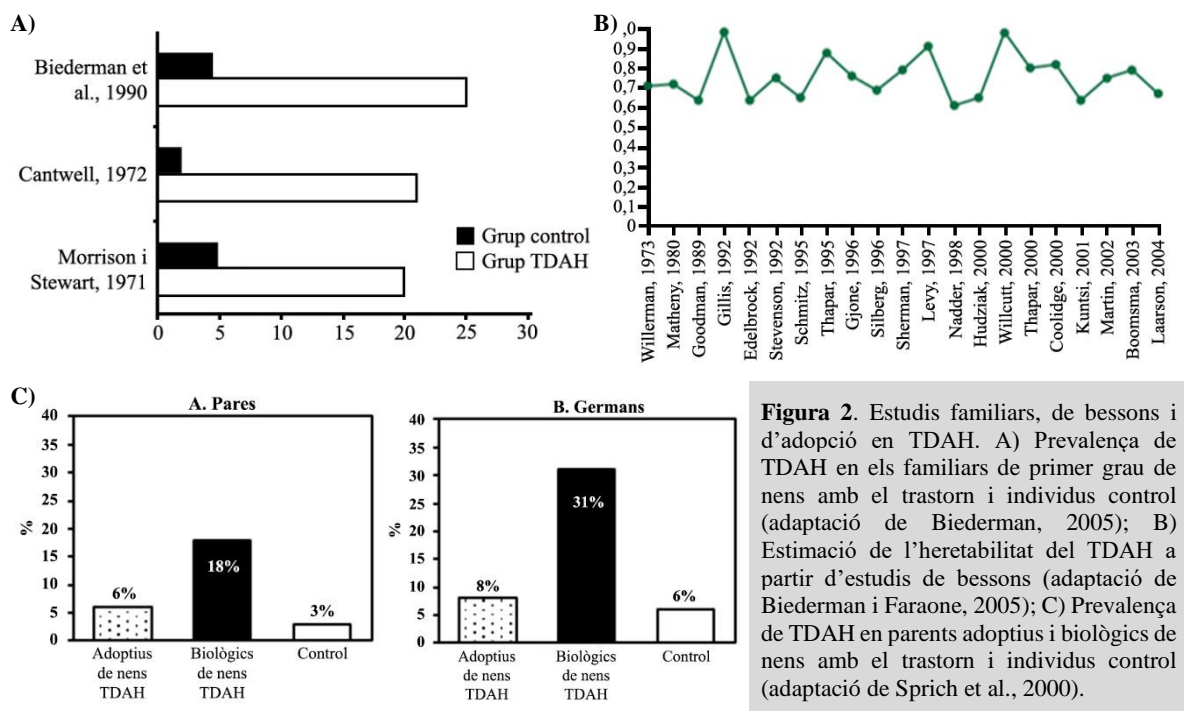 A)
Biederman et
al., 1990
Cantwell, 1972
Morrison i
Stewart, 1971
Grup control
Grup TDAH
0
5
10
15
20
25
30
B)
,0
0,9
0,8
0,7
0,6
0,5
0,4
0,3
0,2
0,1
0
Willerman, 1973
Matheny, 1980
Goodman, 1989
Gillis, 1992
Edelbrock, 1992
Stevenson, 1992
Schmitz, 1995
Thapar, 1995
Gjone, 1996
Silberg, 1996
Sherman, 1997
Levy, 1997
Nadder, 1998
Hudziak, 2000
Willcutt, 2000
Thapar, 2000
Coolidge, 2000
Kuntsi, 2001
Martin, 2002
Boomsma, 2003
Laarson, 2004
C)
A. Pares
40
35
30
25
20
15
10
5
0
%
6%
18%
3%
Adoptius
de nens
TDAH
Biològics
de nens
TDAH
Control
B. Germans
40
35
30
25
20
15
10
5
0
%
8%
31%
6%
Adoptius
de nens
TDAH
Biològics
de nens
TDAH
Control
Figura 2. Estudis familiars, de bessons i
d’adopció en TDAH. A) Prevalença de
TDAH en els familiars de primer grau de
nens amb el trastorn i individus control
(adaptació de Biederman, 2005); B)
Estimació de l’heretabilitat del TDAH a
partir d’estudis de bessons (adaptació de
Biederman i Faraone, 2005); C) Prevalença
de TDAH en parents adoptius i biològics de
nens amb el trastorn i individus control
(adaptació de Sprich et al., 2000).